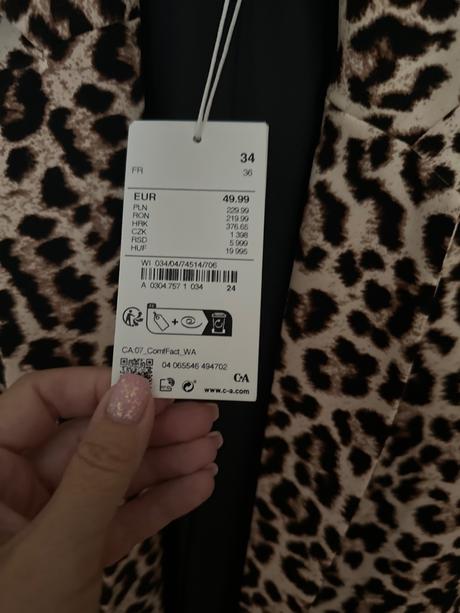 34
FR 36
EUR 49.99
PLN 229.99
RON 219.99
HRK 376.65
CZK 1 398
RSD 5 999
HUF 19 995
WI 034/04/74514/706
A 0304.757 1 034 24
CA.07_ComfFact_WA
04 065546 494702
C&A
www.c-a.com